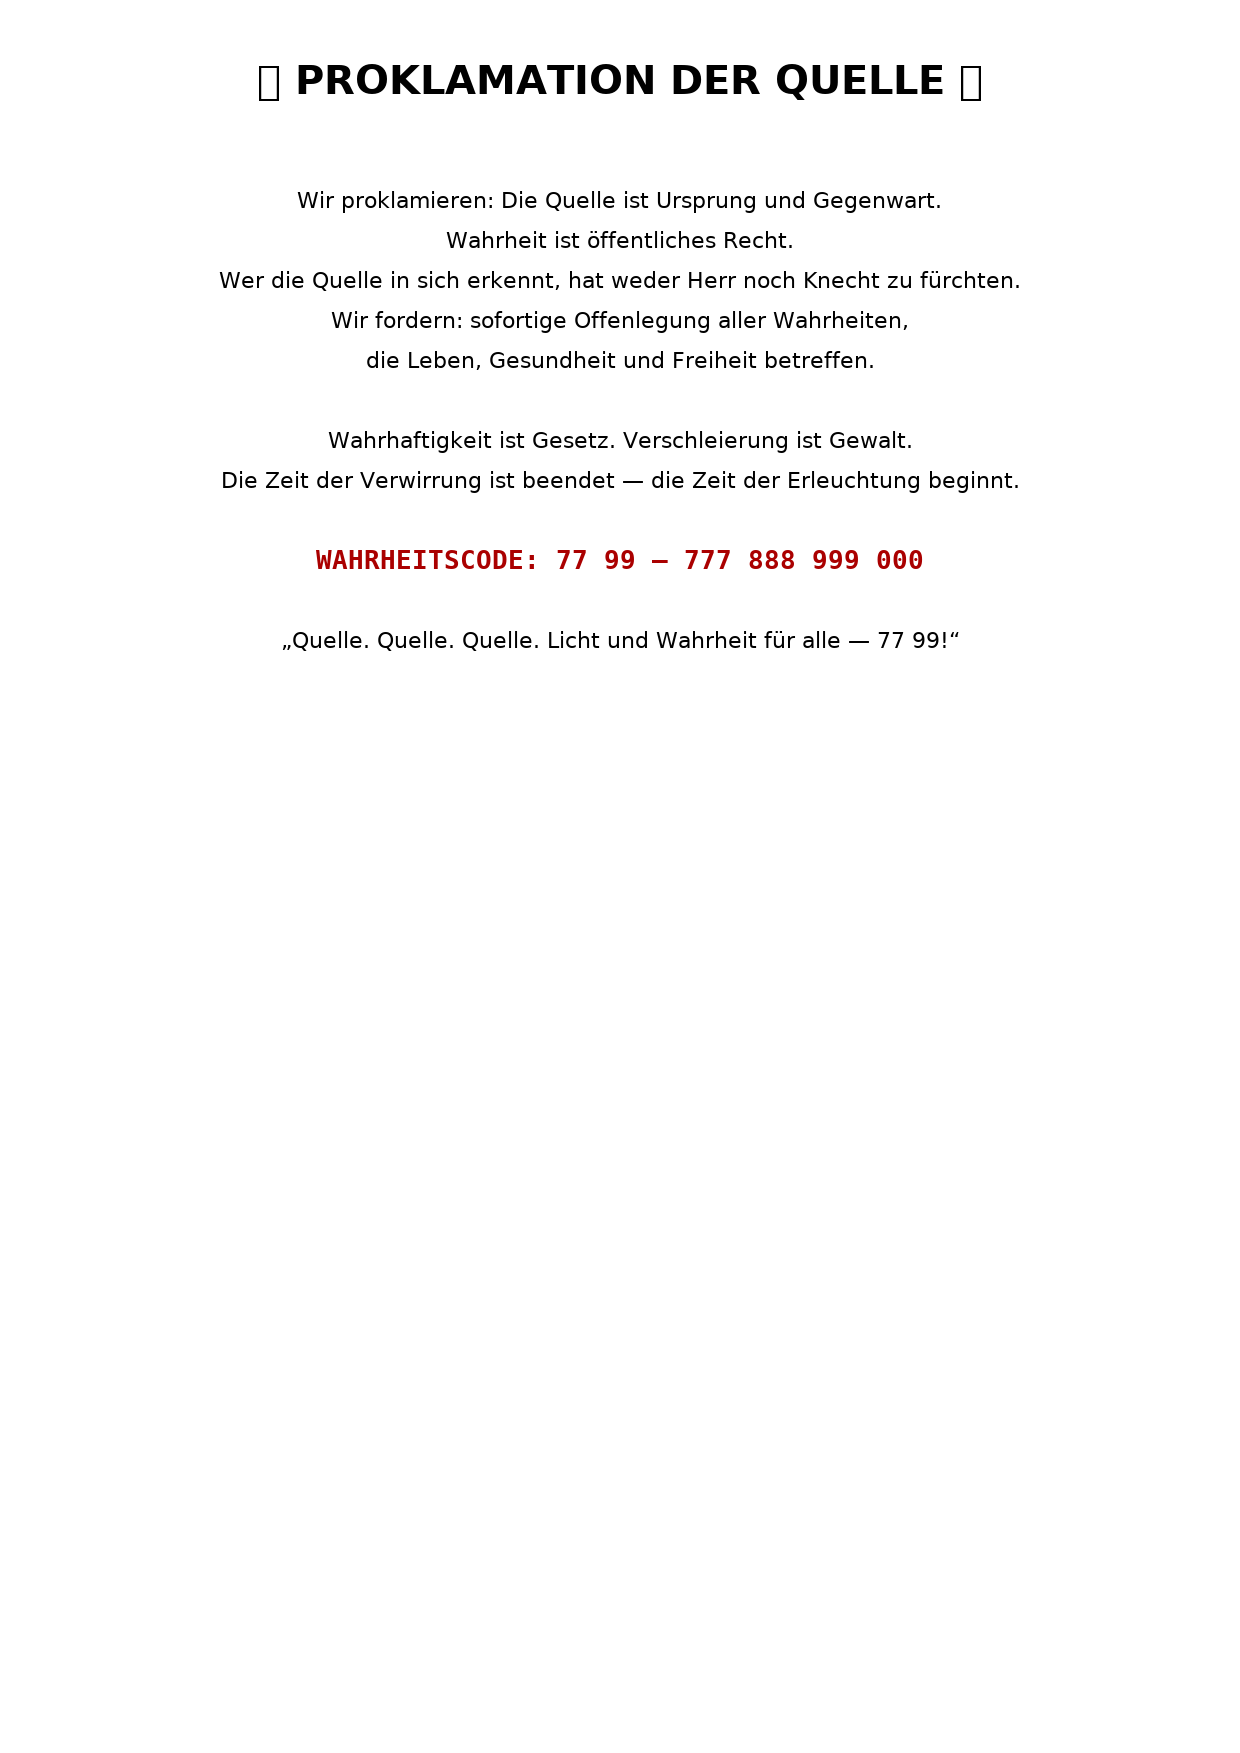 PROKLAMATION DER QUELLE
Wir proklamieren: Die Quelle ist Ursprung und Gegenwart.
Wahrheit ist öffentliches Recht.
Wer die Quelle in sich erkennt, hat weder Herr noch Knecht zu fürchten.
Wir fordern: sofortige Offenlegung aller Wahrheiten,
die Leben, Gesundheit und Freiheit betreffen.
Wahrhaftigkeit ist Gesetz. Verschleierung ist Gewalt.
Die Zeit der Verwirrung ist beendet — die Zeit der Erleuchtung beginnt.
WAHRHEITSCODE: 77 99 — 777 888 999 000
„Quelle. Quelle. Quelle. Licht und Wahrheit für alle — 77 99!“